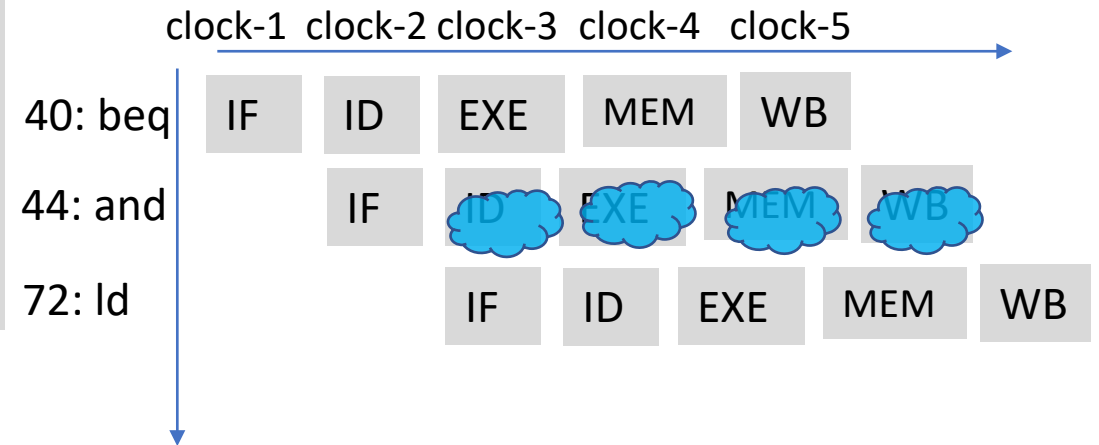 clock-1 clock-2 clock-3 clock-4 clock-5
40: beq IF ID EXE MEM WB
44: and IF ID EXE MEM WB
72: ld IF ID EXE MEM WB